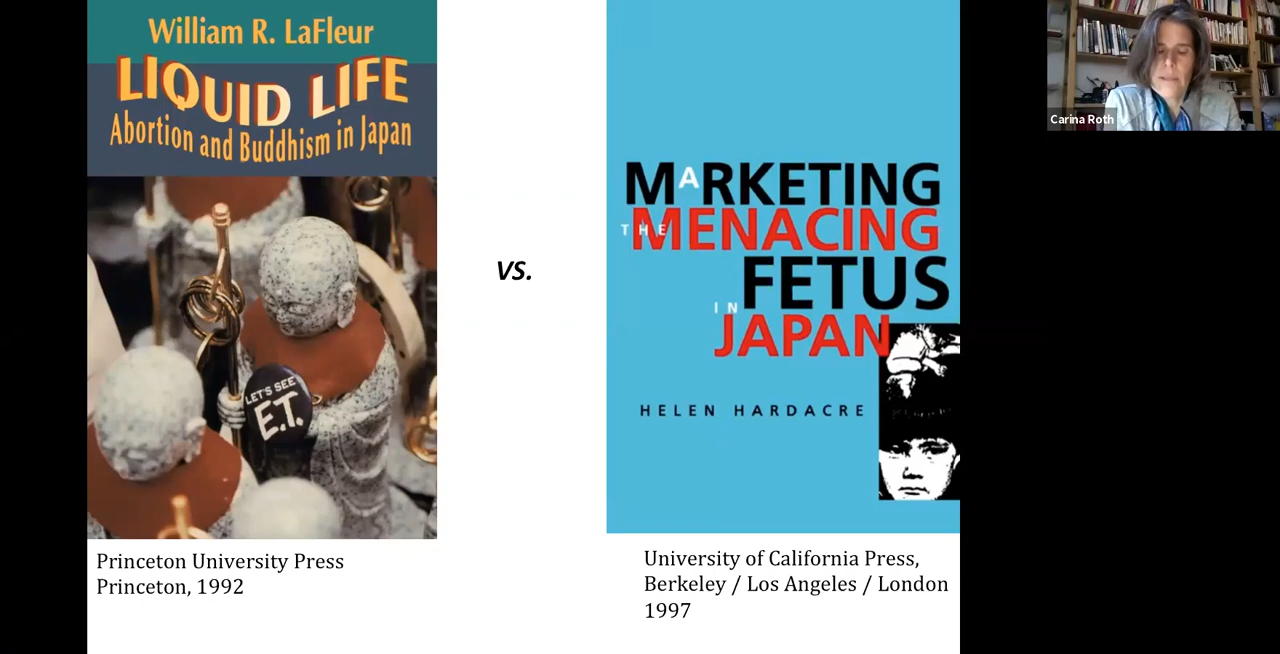 William R. LaFleur
LIQUID LIFE
Abortion and Buddhism in Japan
LET'S SEE
E.T.
Princeton University Press
Princeton, 1992
vs.
MARKETING
THE MENACING
FETUS
IN
JAPAN
HELEN HARDACRE
University of California Press,
Berkeley / Los Angeles / London
1997
Carina Roth